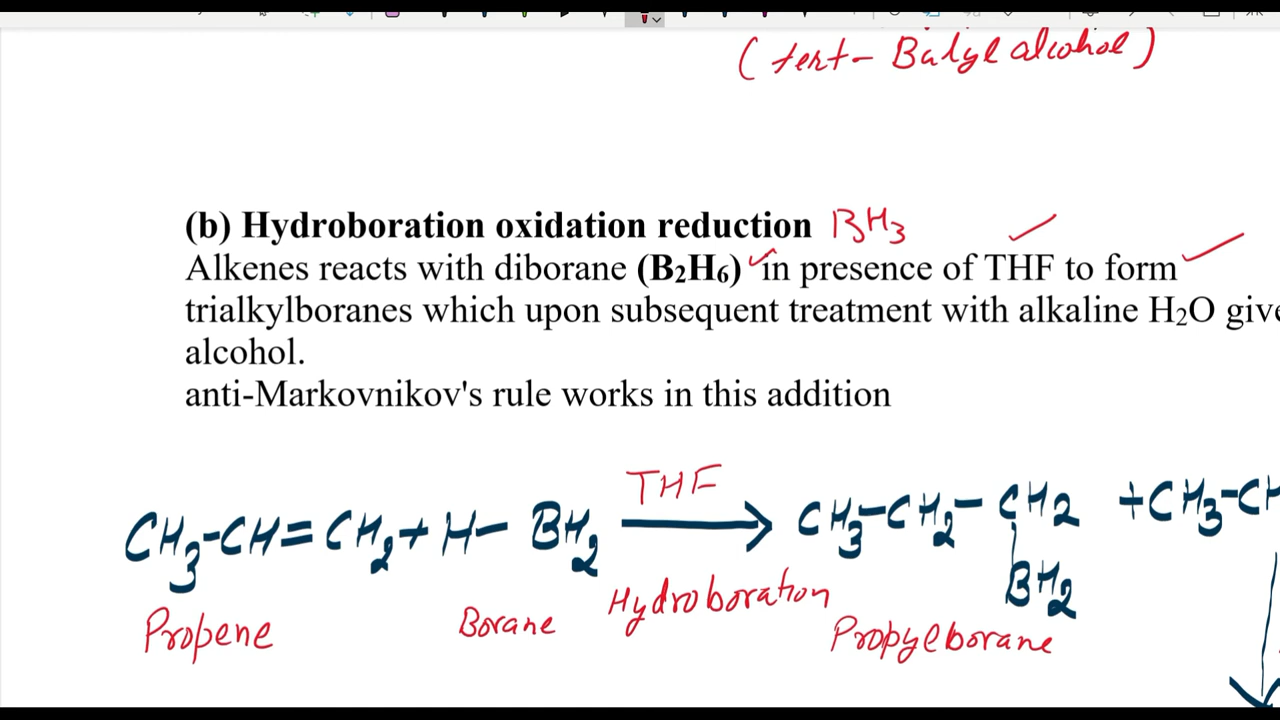 (tert- Butyl alcohol)
(b) Hydroboration oxidation reduction BH3
Alkenes reacts with diborane (B₂H₆) in presence of THF to form
trialkylboranes which upon subsequent treatment with alkaline H₂O give
alcohol.
anti-Markovnikov's rule works in this addition
THF
CH₃-CH=CH₂+H-BH₂ → CH₃-CH₂-CH2 +CH₃-CH
BH₂
Hydroboration
Propene Borane Propylborane